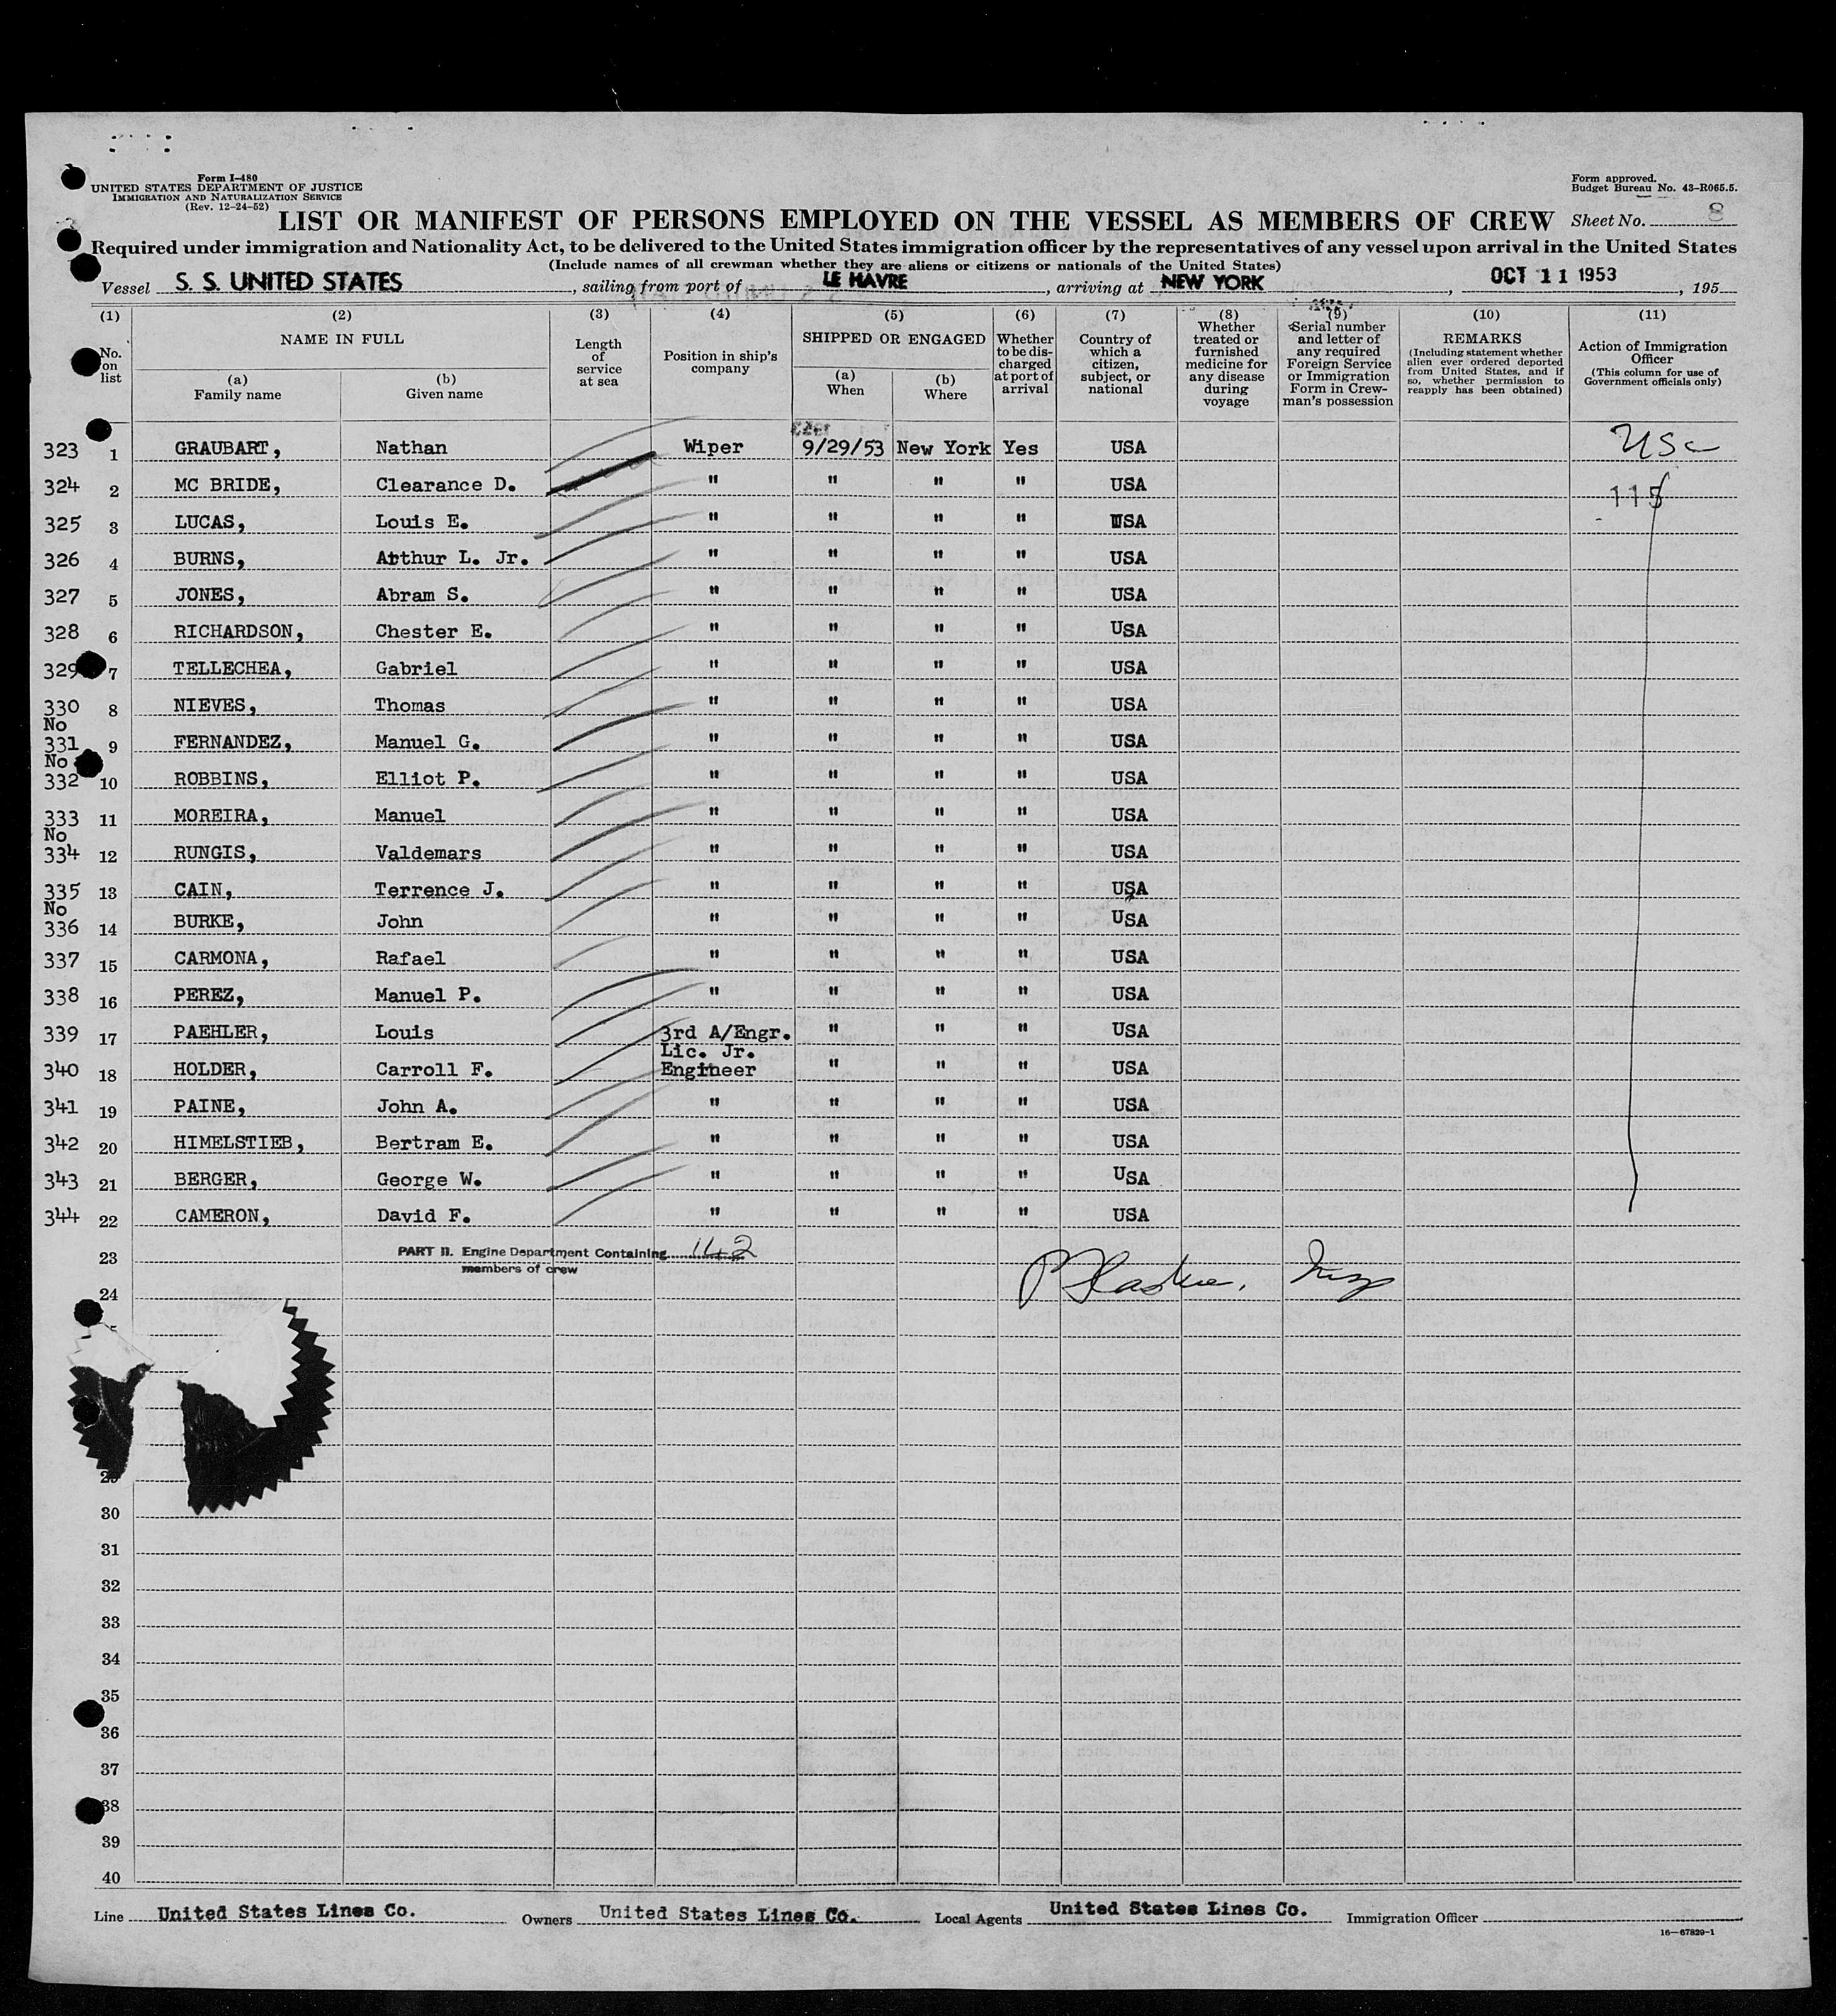 Form I-480
UNITED STATES DEPARTMENT OF JUSTICE
IMMIGRATION AND NATURALIZATION SERVICE
(Rev. 12-24-52)
Form approved.
Budget Bureau No. 43-R065.5.
LIST OR MANIFEST OF PERSONS EMPLOYED ON THE VESSEL AS MEMBERS OF CREW Sheet No. 8
Required under immigration and Nationality Act, to be delivered to the United States immigration officer by the representatives of any vessel upon arrival in the United States
(Include names of all crewman whether they are aliens or citizens or nationals of the United States)
Vessel S. S. UNITED STATES, sailing from port of LE HAVRE, arriving at NEW YORK, OCT 11 1953, 195
(1) (2) (3) (4) (5) (6) (7) (8) (9) (10) (11)
No. on list
NAME IN FULL
(a) Family name
(b) Given name
Length of service at sea
Position in ship's company
SHIPPED OR ENGAGED
(a) When
(b) Where
Whether to be discharged at port of arrival
Country of which a citizen, subject, or national
Whether treated or furnished medicine for any disease during voyage
Serial number and letter of any required Foreign Service or Immigration Form in Crewman's possession
REMARKS
(Including statement whether alien ever ordered deported from United States, and if so, whether permission to reapply has been obtained)
Action of Immigration Officer
(This column for use of Government officials only)
323 1 GRAUBART, Nathan Wiper 9/29/53 New York Yes USA USC
324 2 MC BRIDE, Clearance D. " " " " USA 115
325 3 LUCAS, Louis E. " " " " USA
326 4 BURNS, Arthur L. Jr. " " " " USA
327 5 JONES, Abram S. " " " " USA
328 6 RICHARDSON, Chester E. " " " " USA
329 7 TELLECHEA, Gabriel " " " " USA
330 8 NIEVES, Thomas " " " " USA
No
331 9 FERNANDEZ, Manuel G. " " " " USA
No
332 10 ROBBINS, Elliot P. " " " " USA
333 11 MOREIRA, Manuel " " " " USA
No
334 12 RUNGIS, Valdemars " " " " USA
335 13 CAIN, Terrence J. " " " " USA
No
336 14 BURKE, John " " " " USA
337 15 CARMONA, Rafael " " " " USA
338 16 PEREZ, Manuel P. " " " " USA
339 17 PAEHLER, Louis 3rd A/Engr. " " " USA
Lic. Jr.
340 18 HOLDER, Carroll F. Engineer " " " USA
341 19 PAINE, John A. " " " " USA
342 20 HIMELSTIEB, Bertram E. " " " " USA
343 21 BERGER, George W. " " " " USA
344 22 CAMERON, David F. " " " " USA
23 PART II. Engine Department Containing 142
members of crew
24
30
31
32
33
34
35
36
37
38
39
40
Line United States Lines Co. Owners United States Lines Co. Local Agents United States Lines Co. Immigration Officer
16—67829-1